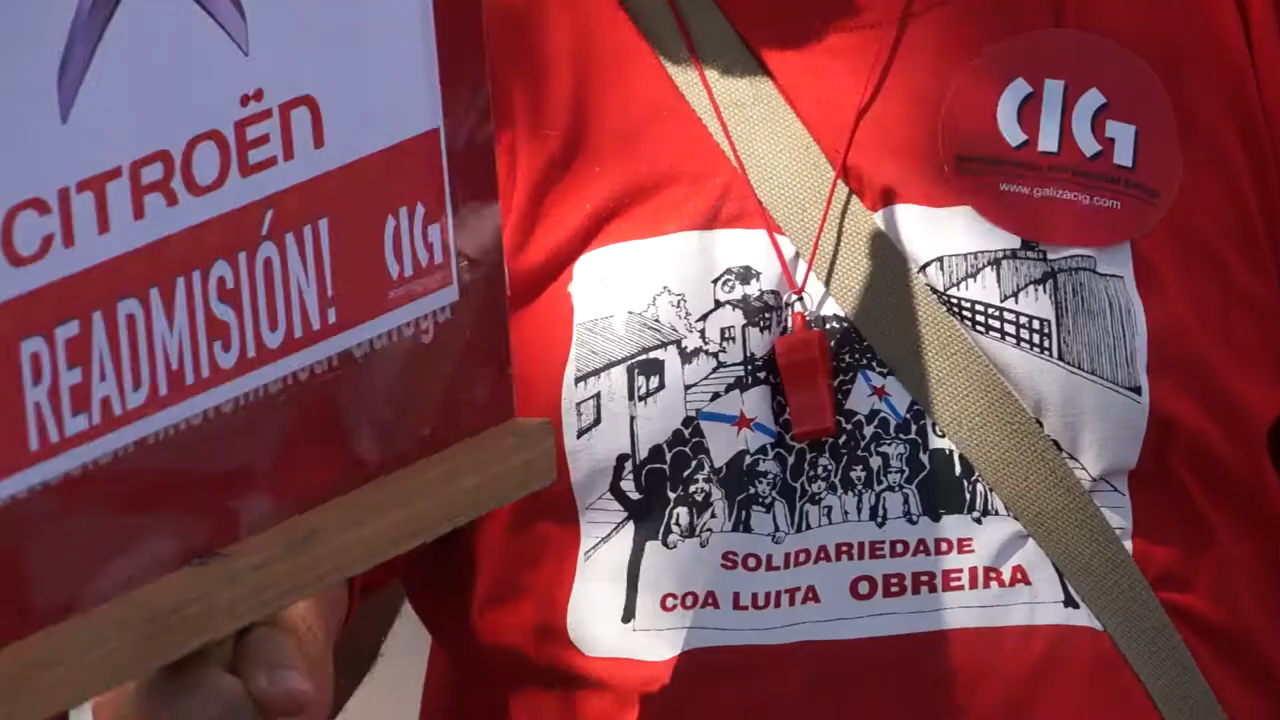 CITROËN
READMISIÓN!
CIG
CIG
www.galizacig.com
SOLIDARIEDADE
COA LUITA OBREIRA